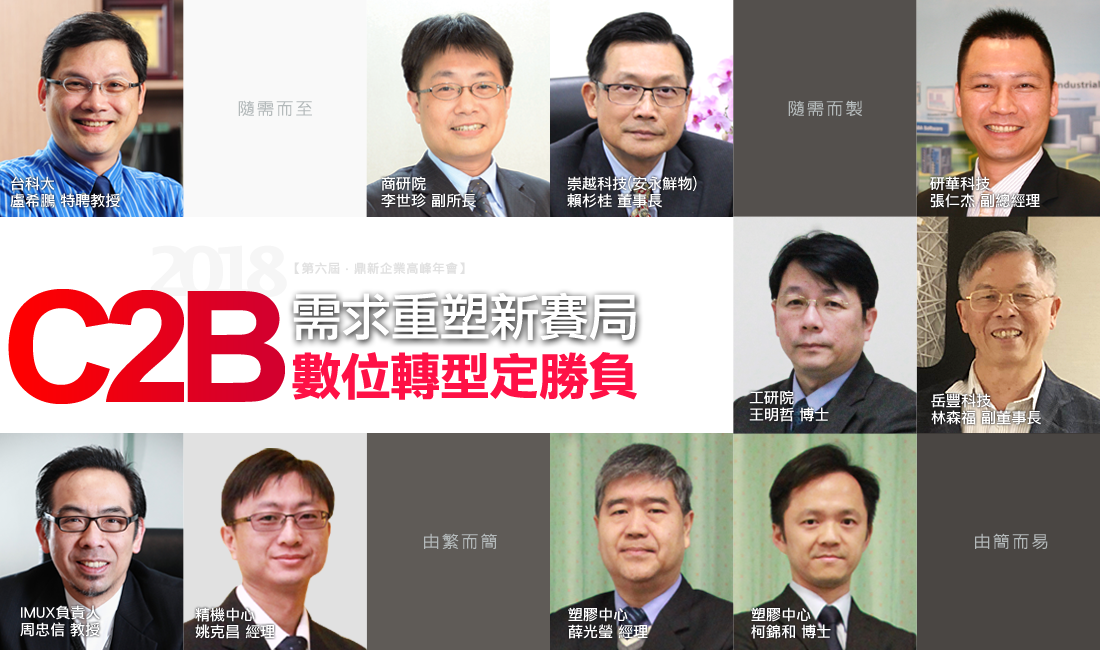 隨需而至
隨需而製
Industrial
台科大
盧希鵬 特聘教授
商研院
李世珍 副所長
崇越科技(安永鮮物)
賴杉桂 董事長
研華科技
張仁杰 副總經理
2018
【第六屆·鼎新企業高峰年會】
C2B
需求重塑新賽局
數位轉型定勝負
工研院
王明哲 博士
岳豐科技
林森福 副董事長
由繁而簡
由簡而易
IMUX負責人
周忠信 教授
精機中心
姚克昌 經理
塑膠中心
薛光瑩 經理
塑膠中心
柯錦和 博士